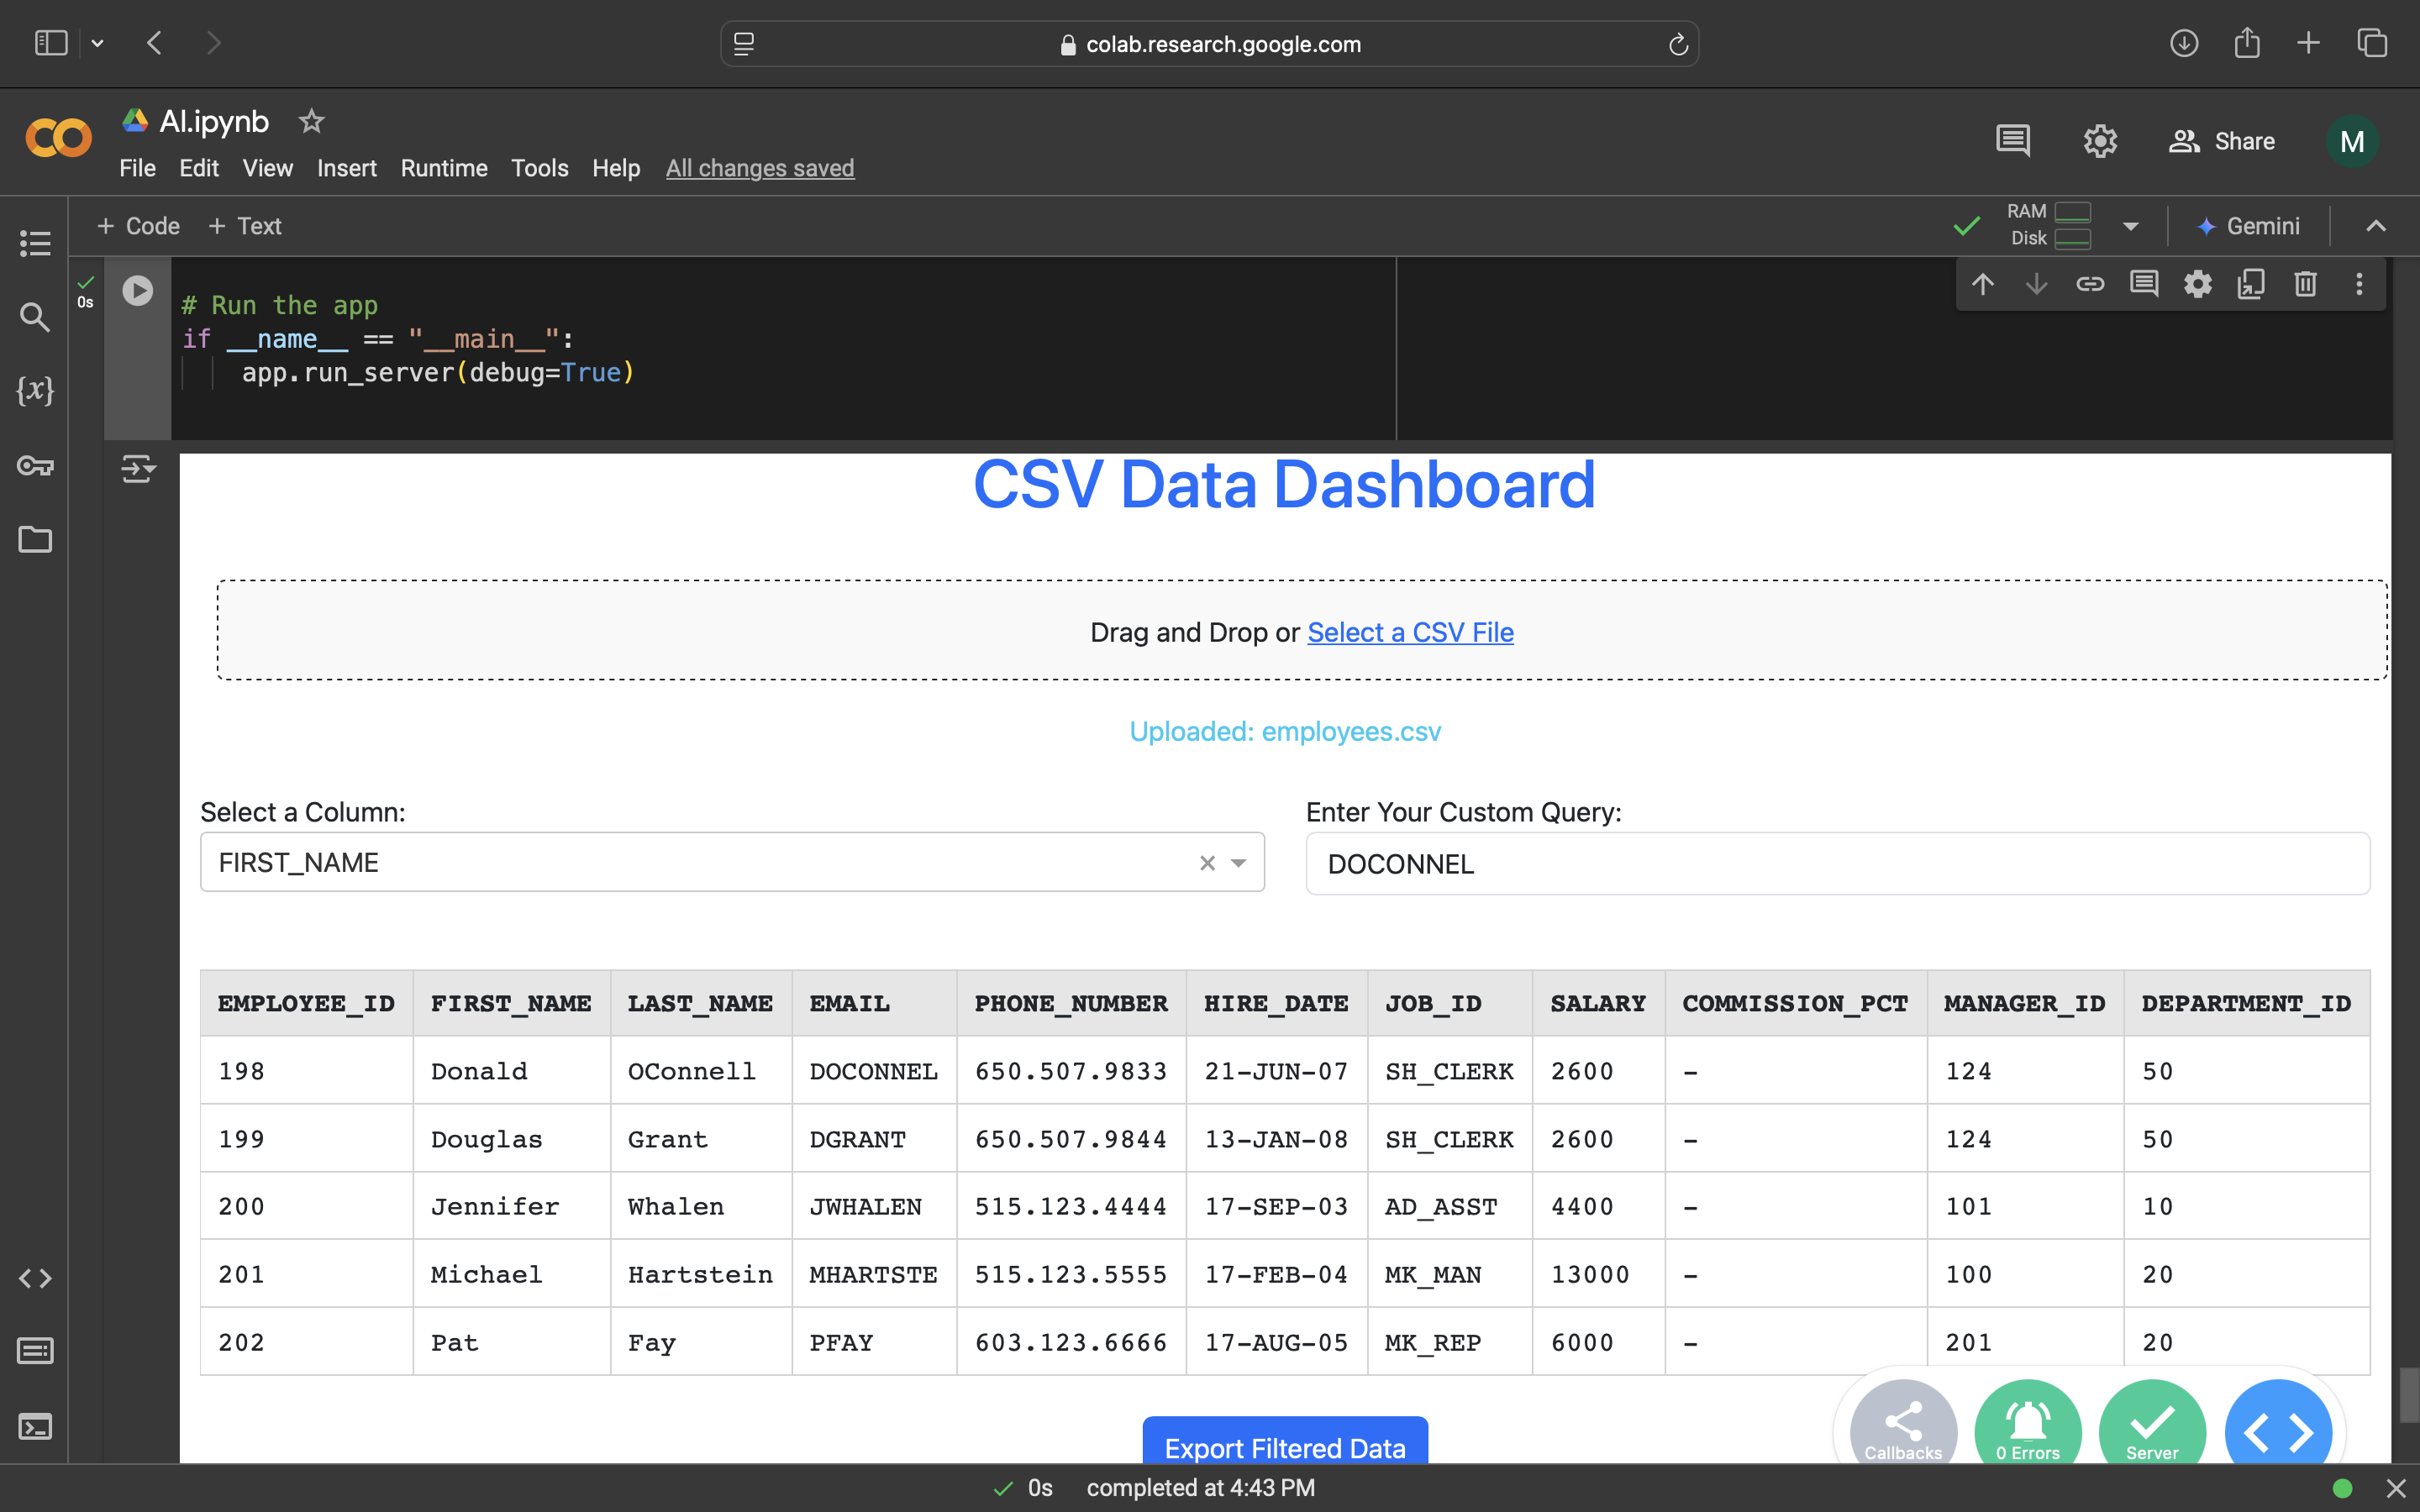 colab.research.google.com
AI.ipynb
File Edit View Insert Runtime Tools Help All changes saved
Share
M
+ Code + Text
RAM
Disk
Gemini
0s
# Run the app
if __name__ == "__main__":
app.run_server(debug=True)
{x}
CSV Data Dashboard
Drag and Drop or Select a CSV File
Uploaded: employees.csv
Select a Column: Enter Your Custom Query:
FIRST_NAME DOCONNEL
EMPLOYEE_ID FIRST_NAME LAST_NAME EMAIL PHONE_NUMBER HIRE_DATE JOB_ID SALARY COMMISSION_PCT MANAGER_ID DEPARTMENT_ID
198 Donald OConnell DOCONNEL 650.507.9833 21-JUN-07 SH_CLERK 2600 - 124 50
199 Douglas Grant DGRANT 650.507.9844 13-JAN-08 SH_CLERK 2600 - 124 50
200 Jennifer Whalen JWHALEN 515.123.4444 17-SEP-03 AD_ASST 4400 - 101 10
201 Michael Hartstein MHARTSTE 515.123.5555 17-FEB-04 MK_MAN 13000 - 100 20
202 Pat Fay PFAY 603.123.6666 17-AUG-05 MK_REP 6000 - 201 20
Export Filtered Data
Callbacks 0 Errors Server
0s completed at 4:43 PM